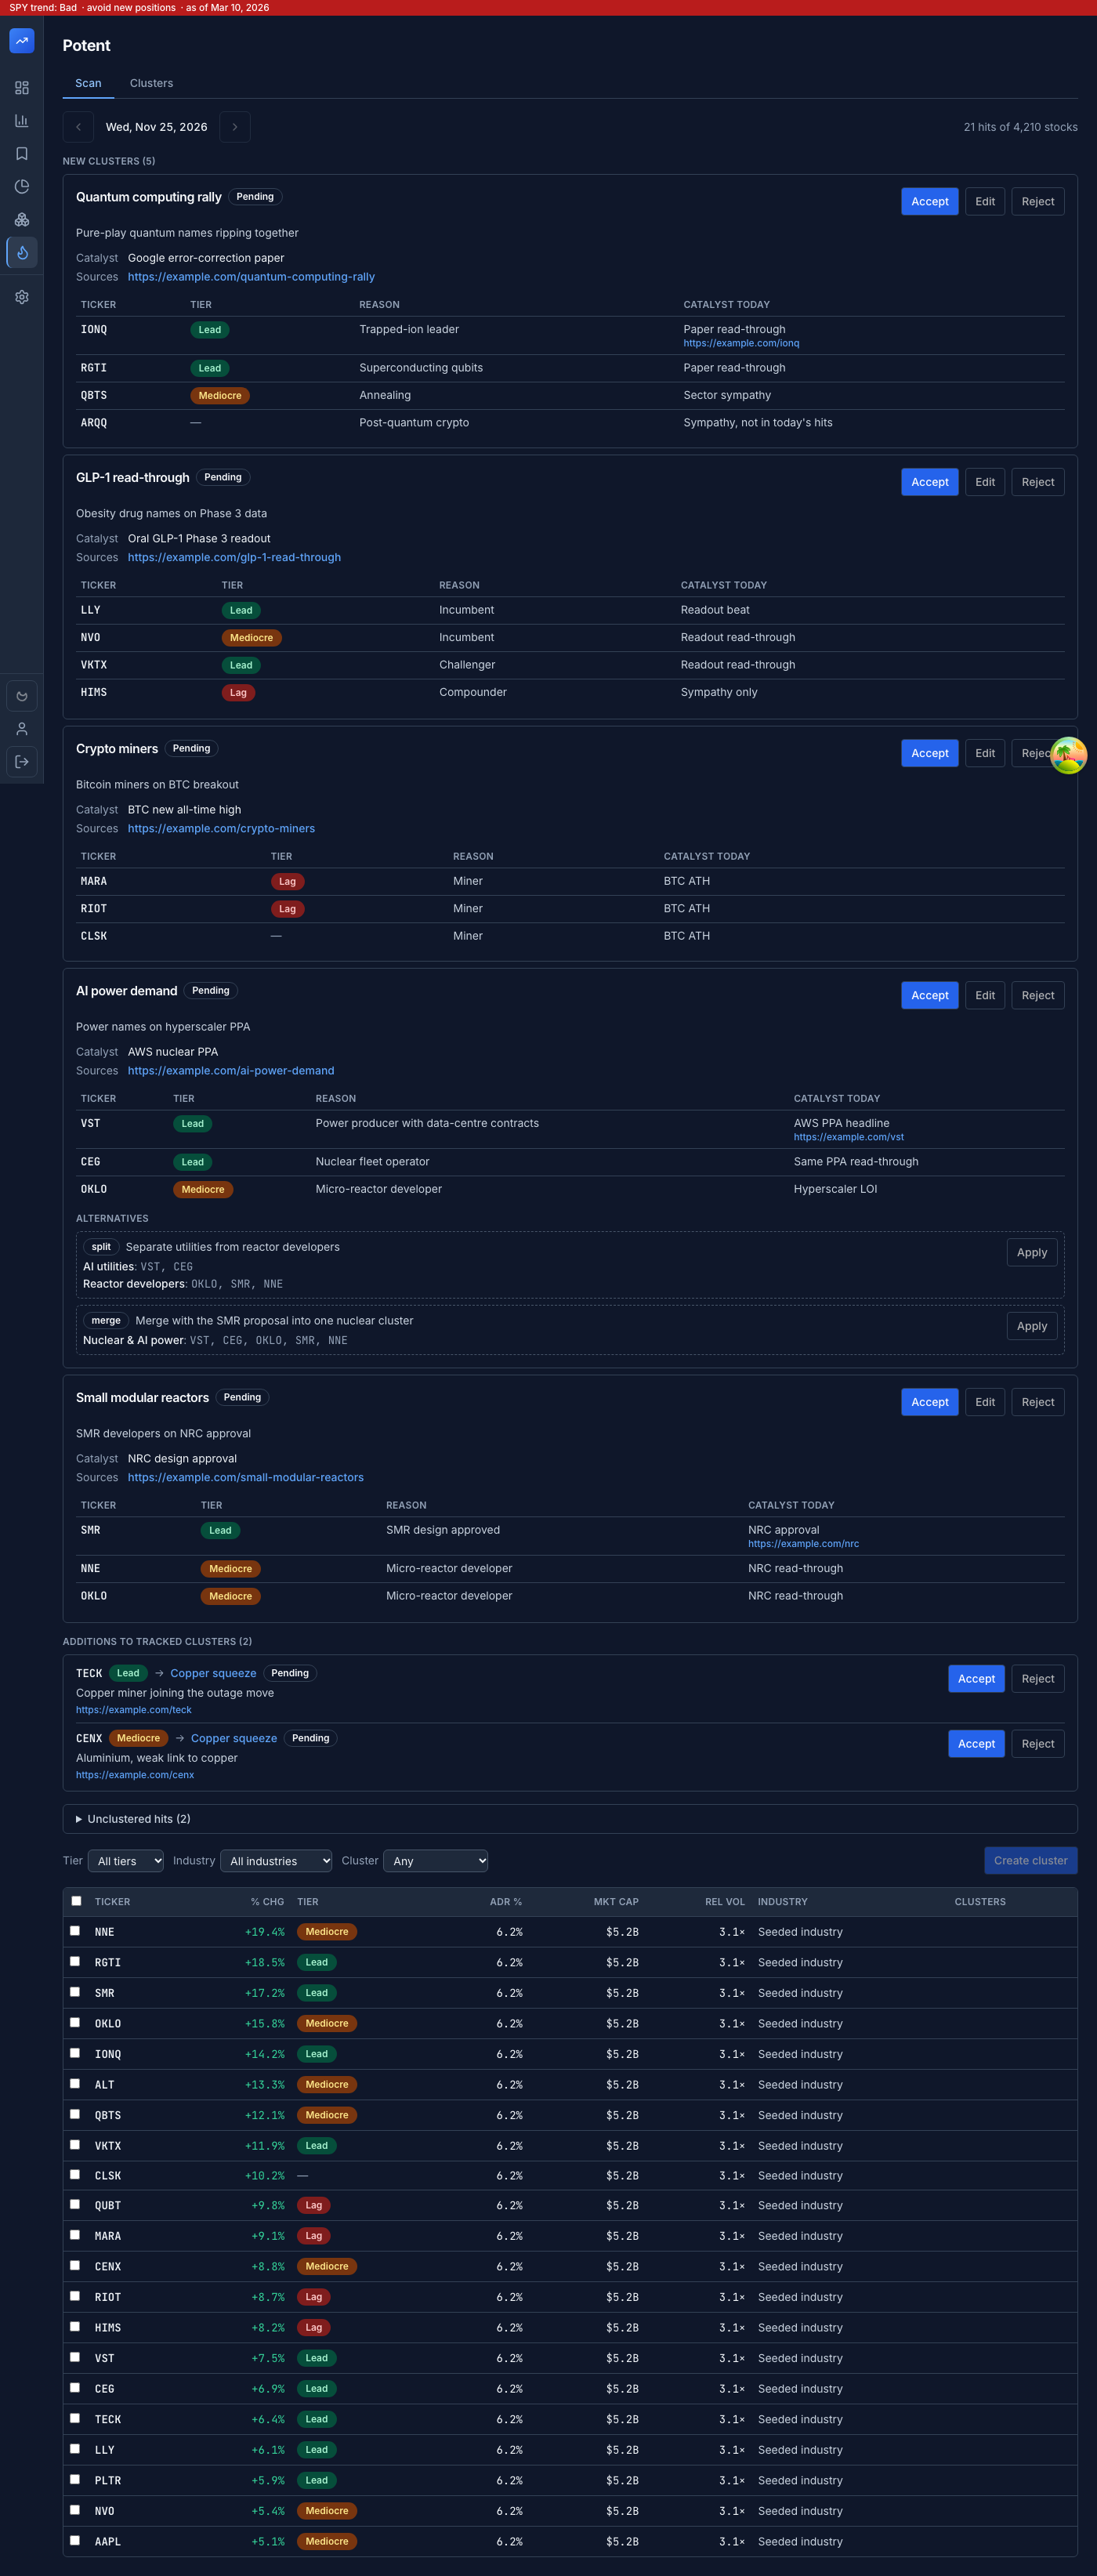 SPY trend: Bad · avoid new positions · as of Mar 10, 2026
Potent
Scan Clusters
Wed, Nov 25, 2026 21 hits of 4,210 stocks
NEW CLUSTERS (5)
Quantum computing rally Pending Accept Edit Reject
Pure-play quantum names ripping together
Catalyst Google error-correction paper
Sources https://example.com/quantum-computing-rally
TICKER TIER REASON CATALYST TODAY
IONQ Lead Trapped-ion leader Paper read-through
https://example.com/ionq
RGTI Lead Superconducting qubits Paper read-through
QBTS Mediocre Annealing Sector sympathy
ARQQ — Post-quantum crypto Sympathy, not in today's hits
GLP-1 read-through Pending Accept Edit Reject
Obesity drug names on Phase 3 data
Catalyst Oral GLP-1 Phase 3 readout
Sources https://example.com/glp-1-read-through
TICKER TIER REASON CATALYST TODAY
LLY Lead Incumbent Readout beat
NVO Mediocre Incumbent Readout read-through
VKTX Lead Challenger Readout read-through
HIMS Lag Compounder Sympathy only
Crypto miners Pending Accept Edit Rejec
Bitcoin miners on BTC breakout
Catalyst BTC new all-time high
Sources https://example.com/crypto-miners
TICKER TIER REASON CATALYST TODAY
MARA Lag Miner BTC ATH
RIOT Lag Miner BTC ATH
CLSK — Miner BTC ATH
AI power demand Pending Accept Edit Reject
Power names on hyperscaler PPA
Catalyst AWS nuclear PPA
Sources https://example.com/ai-power-demand
TICKER TIER REASON CATALYST TODAY
VST Lead Power producer with data-centre contracts AWS PPA headline
https://example.com/vst
CEG Lead Nuclear fleet operator Same PPA read-through
OKLO Mediocre Micro-reactor developer Hyperscaler LOI
ALTERNATIVES
split Separate utilities from reactor developers Apply
AI utilities: VST, CEG
Reactor developers: OKLO, SMR, NNE
merge Merge with the SMR proposal into one nuclear cluster Apply
Nuclear & AI power: VST, CEG, OKLO, SMR, NNE
Small modular reactors Pending Accept Edit Reject
SMR developers on NRC approval
Catalyst NRC design approval
Sources https://example.com/small-modular-reactors
TICKER TIER REASON CATALYST TODAY
SMR Lead SMR design approved NRC approval
https://example.com/nrc
NNE Mediocre Micro-reactor developer NRC read-through
OKLO Mediocre Micro-reactor developer NRC read-through
ADDITIONS TO TRACKED CLUSTERS (2)
TECK Lead → Copper squeeze Pending Accept Reject
Copper miner joining the outage move
https://example.com/teck
CENX Mediocre → Copper squeeze Pending Accept Reject
Aluminium, weak link to copper
https://example.com/cenx
Unclustered hits (2)
Tier All tiers Industry All industries Cluster Any Create cluster
TICKER % CHG TIER ADR % MKT CAP REL VOL INDUSTRY CLUSTERS
NNE +19.4% Mediocre 6.2% $5.2B 3.1× Seeded industry
RGTI +18.5% Lead 6.2% $5.2B 3.1× Seeded industry
SMR +17.2% Lead 6.2% $5.2B 3.1× Seeded industry
OKLO +15.8% Mediocre 6.2% $5.2B 3.1× Seeded industry
IONQ +14.2% Lead 6.2% $5.2B 3.1× Seeded industry
ALT +13.3% Mediocre 6.2% $5.2B 3.1× Seeded industry
QBTS +12.1% Mediocre 6.2% $5.2B 3.1× Seeded industry
VKTX +11.9% Lead 6.2% $5.2B 3.1× Seeded industry
CLSK +10.2% — 6.2% $5.2B 3.1× Seeded industry
QUBT +9.8% Lag 6.2% $5.2B 3.1× Seeded industry
MARA +9.1% Lag 6.2% $5.2B 3.1× Seeded industry
CENX +8.8% Mediocre 6.2% $5.2B 3.1× Seeded industry
RIOT +8.7% Lag 6.2% $5.2B 3.1× Seeded industry
HIMS +8.2% Lag 6.2% $5.2B 3.1× Seeded industry
VST +7.5% Lead 6.2% $5.2B 3.1× Seeded industry
CEG +6.9% Lead 6.2% $5.2B 3.1× Seeded industry
TECK +6.4% Lead 6.2% $5.2B 3.1× Seeded industry
LLY +6.1% Lead 6.2% $5.2B 3.1× Seeded industry
PLTR +5.9% Lead 6.2% $5.2B 3.1× Seeded industry
NVO +5.4% Mediocre 6.2% $5.2B 3.1× Seeded industry
AAPL +5.1% Mediocre 6.2% $5.2B 3.1× Seeded industry